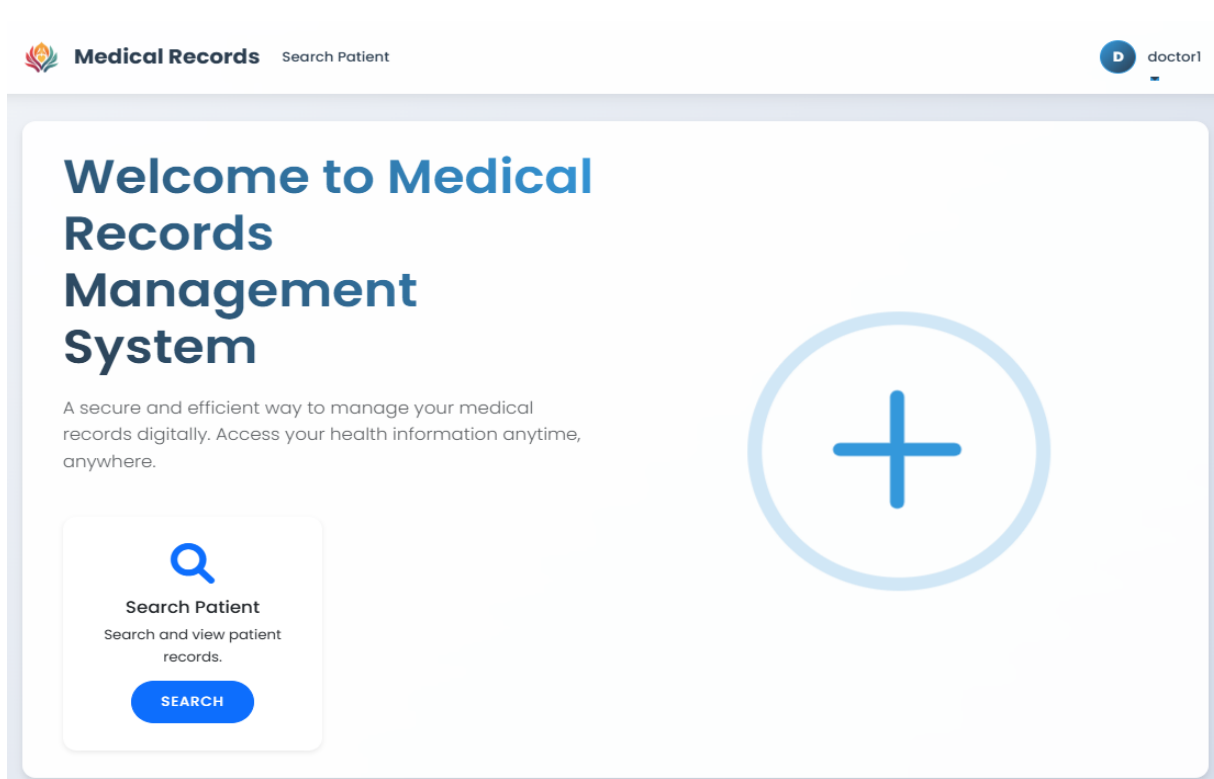 Medical Records
Search Patient
D
doctor1
Welcome to Medical
Records
Management
System
A secure and efficient way to manage your medical
records digitally. Access your health information anytime,
anywhere.
Search Patient
Search and view patient
records.
SEARCH